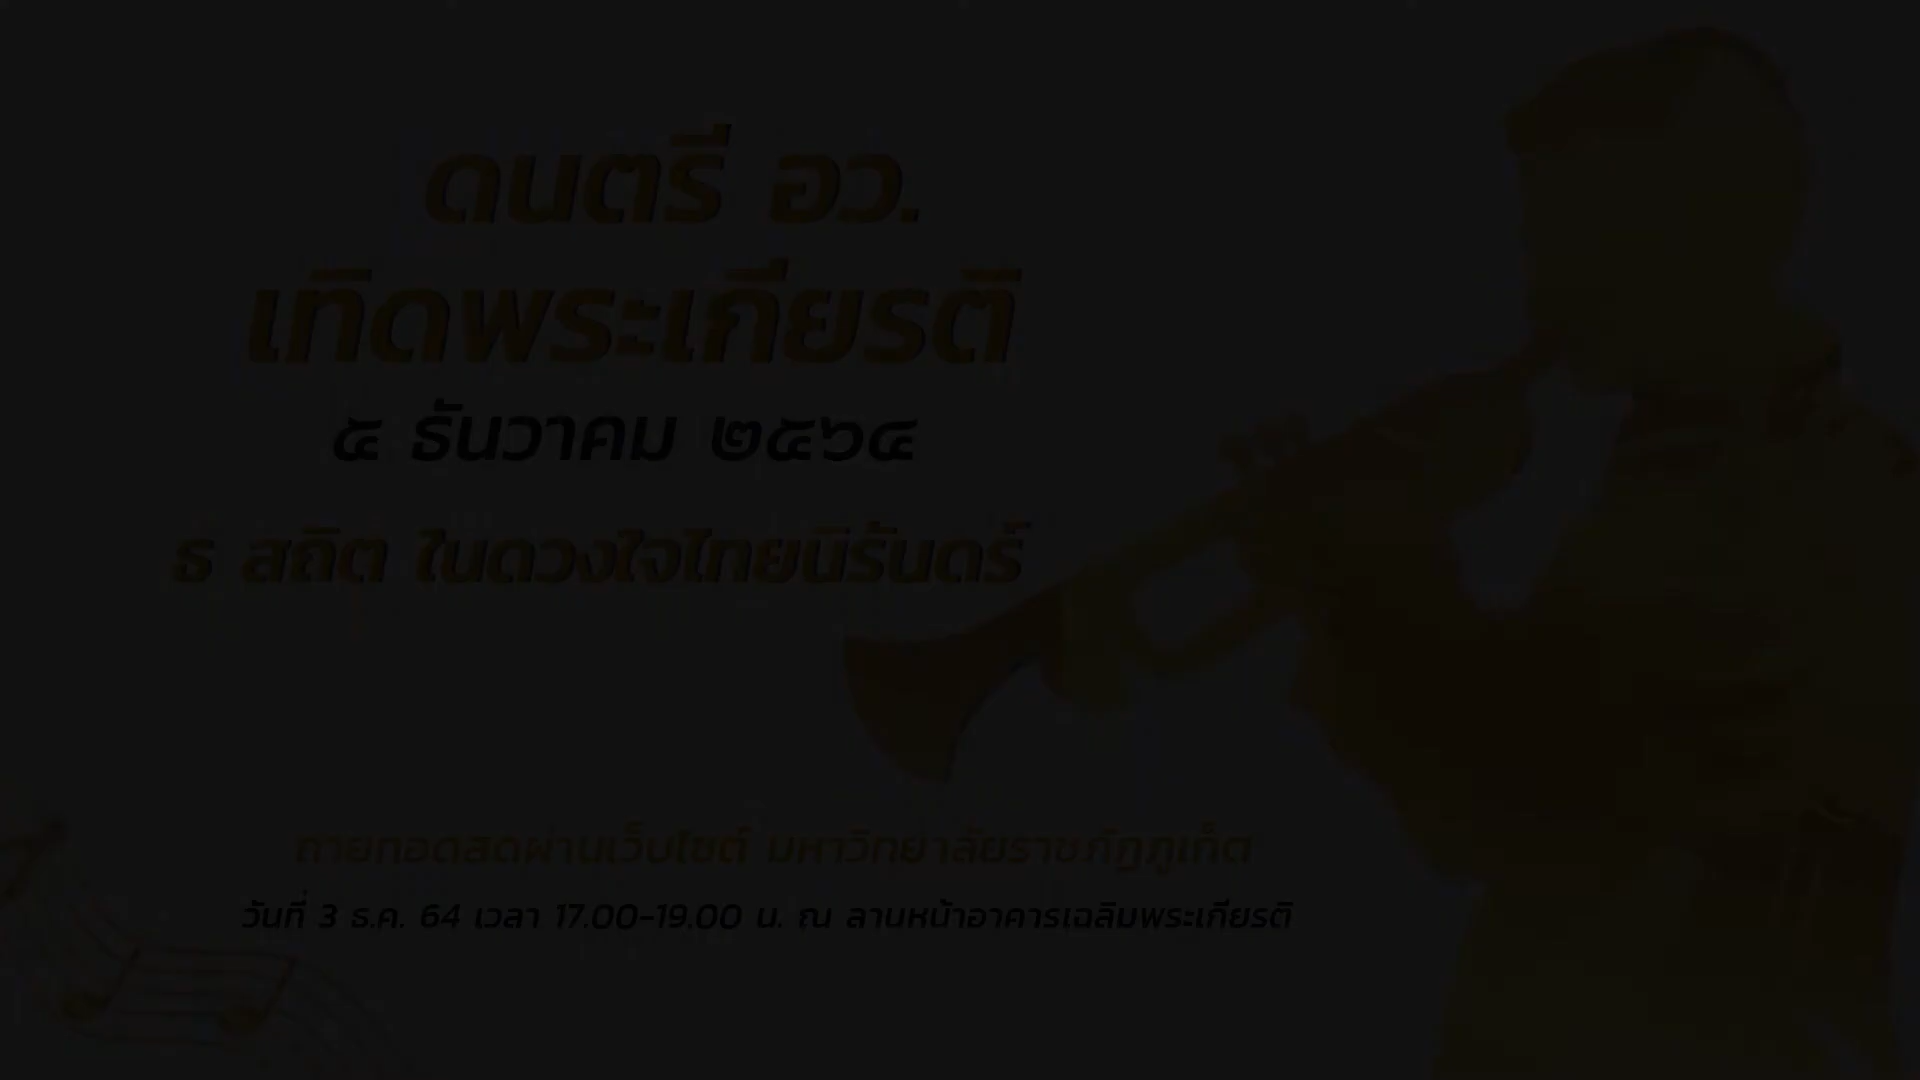 ดนตรี อว.
เทิดพระเกียรติ
๕ ธันวาคม ๒๕๖๔
ธ สถิต ในดวงใจไทยนิรันดร์
ถ่ายทอดสดผ่านเว็บไซต์ มหาวิทยาลัยราชภัฏภูเก็ต
วันที่ 3 ธ.ค. 64 เวลา 17.00-19.00 น. ณ ลานหน้าอาคารเฉลิมพระเกียรติ